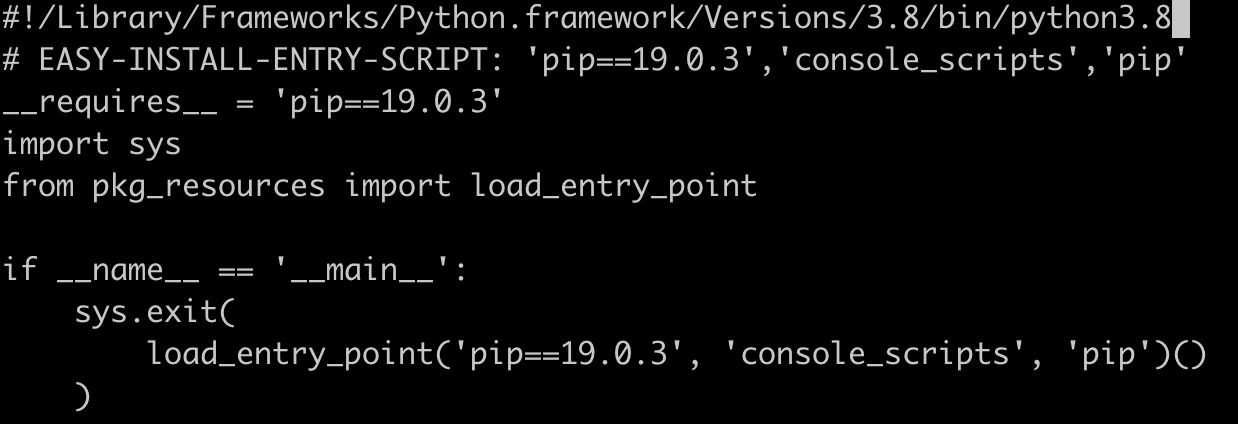 #!/Library/Frameworks/Python.framework/Versions/3.8/bin/python3.8
# EASY-INSTALL-ENTRY-SCRIPT: 'pip==19.0.3','console_scripts','pip'
__requires__ = 'pip==19.0.3'
import sys
from pkg_resources import load_entry_point

if __name__ == '__main__':
    sys.exit(
        load_entry_point('pip==19.0.3', 'console_scripts', 'pip')()
    )